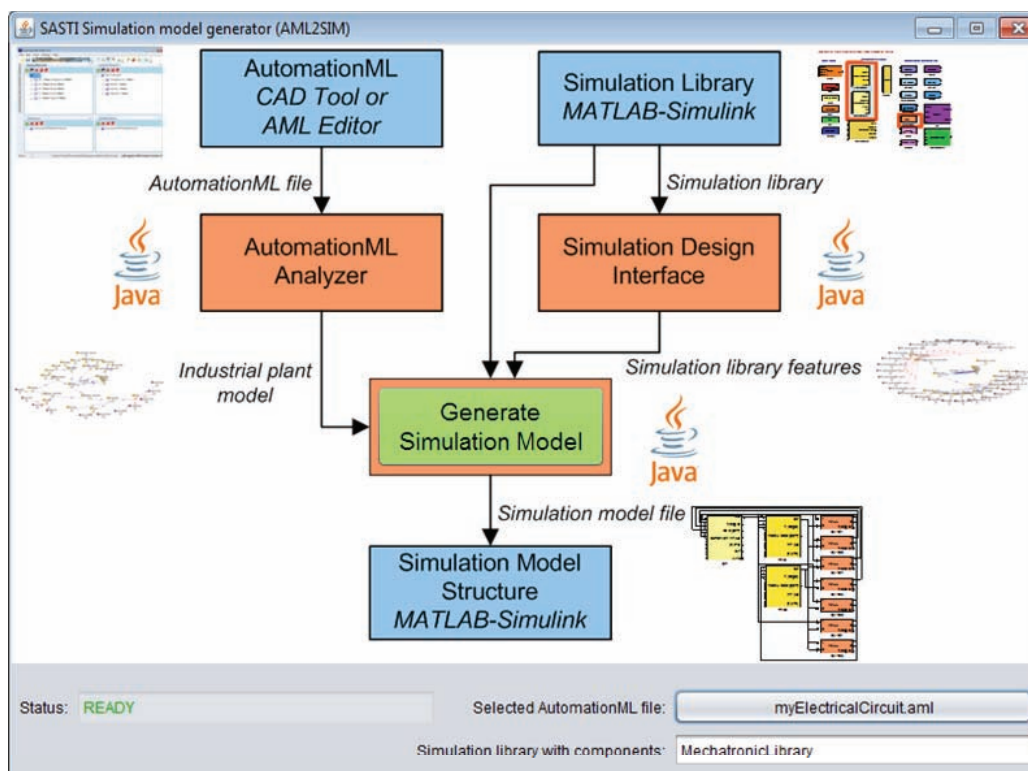 SASTI Simulation model generator (AML2SIM)
AutomationML
CAD Tool or
AML Editor
Simulation Library
MATLAB-Simulink
AutomationML file
Simulation library
AutomationML
Analyzer
Simulation Design
Interface
Java
Java
Industrial plant
model
Simulation library features
Generate
Simulation Model
Java
Simulation model file
Simulation Model
Structure
MATLAB-Simulink
Status: READY
Selected AutomationML file: myElectricalCircuit.aml
Simulation library with components: MechatronicLibrary